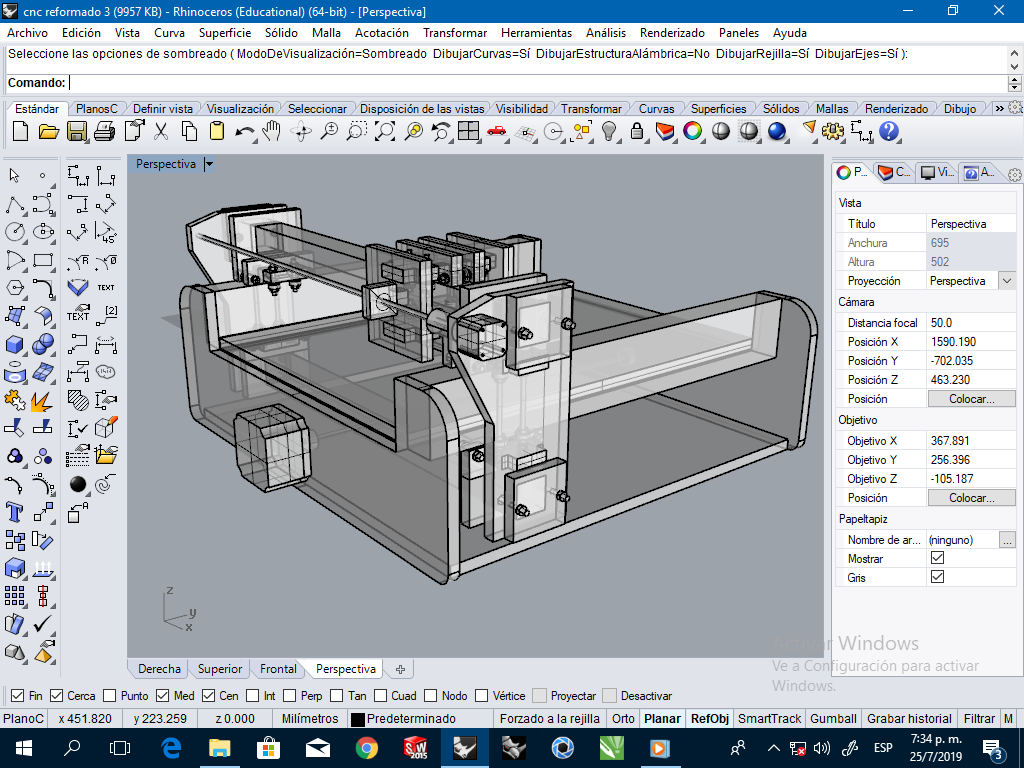 cnc reformado 3 (9957 KB) - Rhinoceros (Educational) (64-bit) - [Perspectiva]
Archivo Edición Vista Curva Superficie Sólido Malla Acotación Transformar Herramientas Análisis Renderizado Paneles Ayuda
Seleccione las opciones de sombreado ( ModoDeVisualización=Sombreado DibujarCurvas=Sí DibujarEstructuraAlámbrica=No DibujarRejilla=Sí DibujarEjes=Sí ):
Comando:
Estándar PlanosC Definir vista Visualización Seleccionar Disposición de las vistas Visibilidad Transformar Curvas Superficies Sólidos Mallas Renderizado Dibujo »
Perspectiva
P... C... Vi... A...
Vista
Título Perspectiva
Anchura 695
Altura 502
Proyección Perspectiva
Cámara
Distancia focal 50.0
Posición X 1590.190
Posición Y -702.035
Posición Z 463.230
Posición Colocar...
Objetivo
Objetivo X 367.891
Objetivo Y 256.396
Objetivo Z -105.187
Posición Colocar...
Papeltapiz
Nombre de ar... (ninguno) ...
Mostrar
Gris
45
R
TEXT
TEXT
[2]
A
z
y
x
Activar Windows
Ve a Configuración para activar
Windows.
Derecha Superior Frontal Perspectiva
Fin Cerca Punto Med Cen Int Perp Tan Cuad Nodo Vértice Proyectar Desactivar
PlanoC x 451.820 y 223.259 z 0.000 Milímetros Predeterminado Forzado a la rejilla Orto Planar RefObj SmartTrack Gumball Grabar historial Filtrar M
SW 2015
ESP
7:34 p. m.
25/7/2019
3